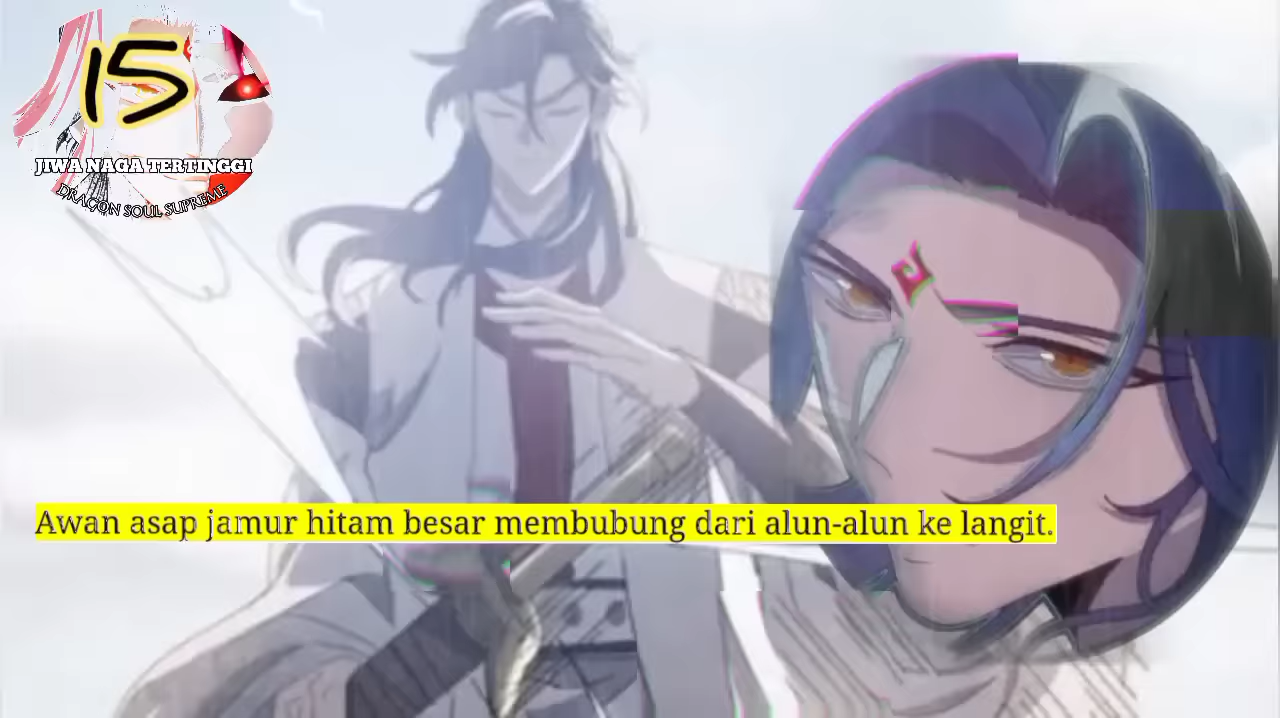 15
JIWA NAGA TERTINGGI
DRAGON SOUL SUPREME
Awan asap jamur hitam besar membubung dari alun-alun ke langit.